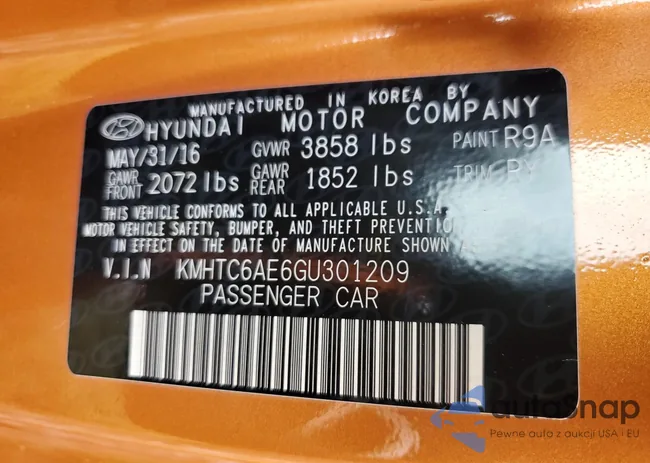 MANUFACTURED IN KOREA BY
HYUNDAI MOTOR COMPANY
MAY/31/16 GVWR 3858 lbs PAINT R9A
GAWR FRONT 2072 lbs GAWR REAR 1852 lbs TRIM RY
THIS VEHICLE CONFORMS TO ALL APPLICABLE U.S.A
MOTOR VEHICLE SAFETY, BUMPER, AND THEFT PREVENTION
IN EFFECT ON THE DATE OF MANUFACTURE SHOWN
V.I.N KMHTC6AE6GU301209
PASSENGER CAR
autoSnap
Pewne auto z aukcji USA i EU